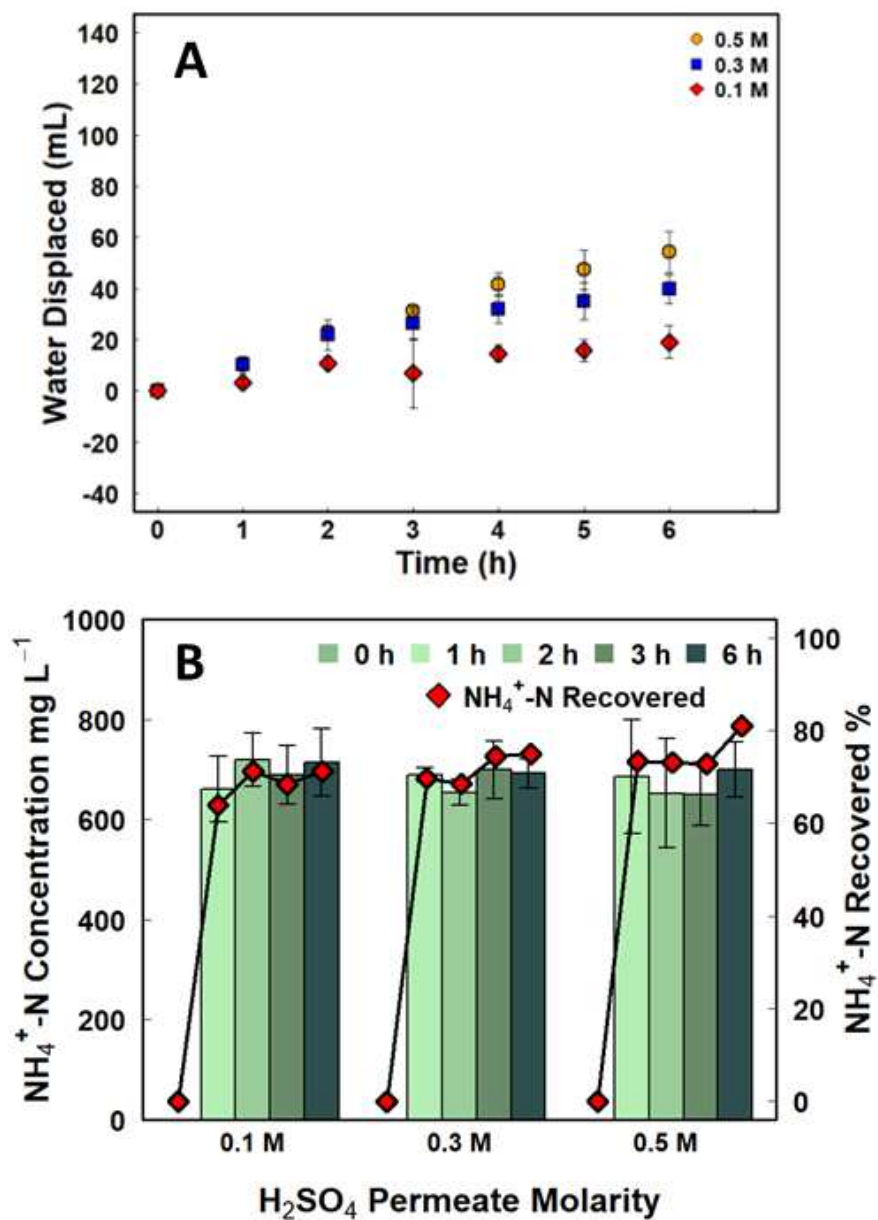 A
0.5 M
0.3 M
0.1 M
140
120
100
80
60
40
20
0
-20
-40
Water Displaced (mL)
0 1 2 3 4 5 6
Time (h)
B
0 h 1 h 2 h 3 h 6 h
NH₄⁺-N Recovered
1000
800
600
400
200
0
NH₄⁺-N Concentration mg L⁻¹
100
80
60
40
20
0
NH₄⁺-N Recovered %
0.1 M 0.3 M 0.5 M
H₂SO₄ Permeate Molarity